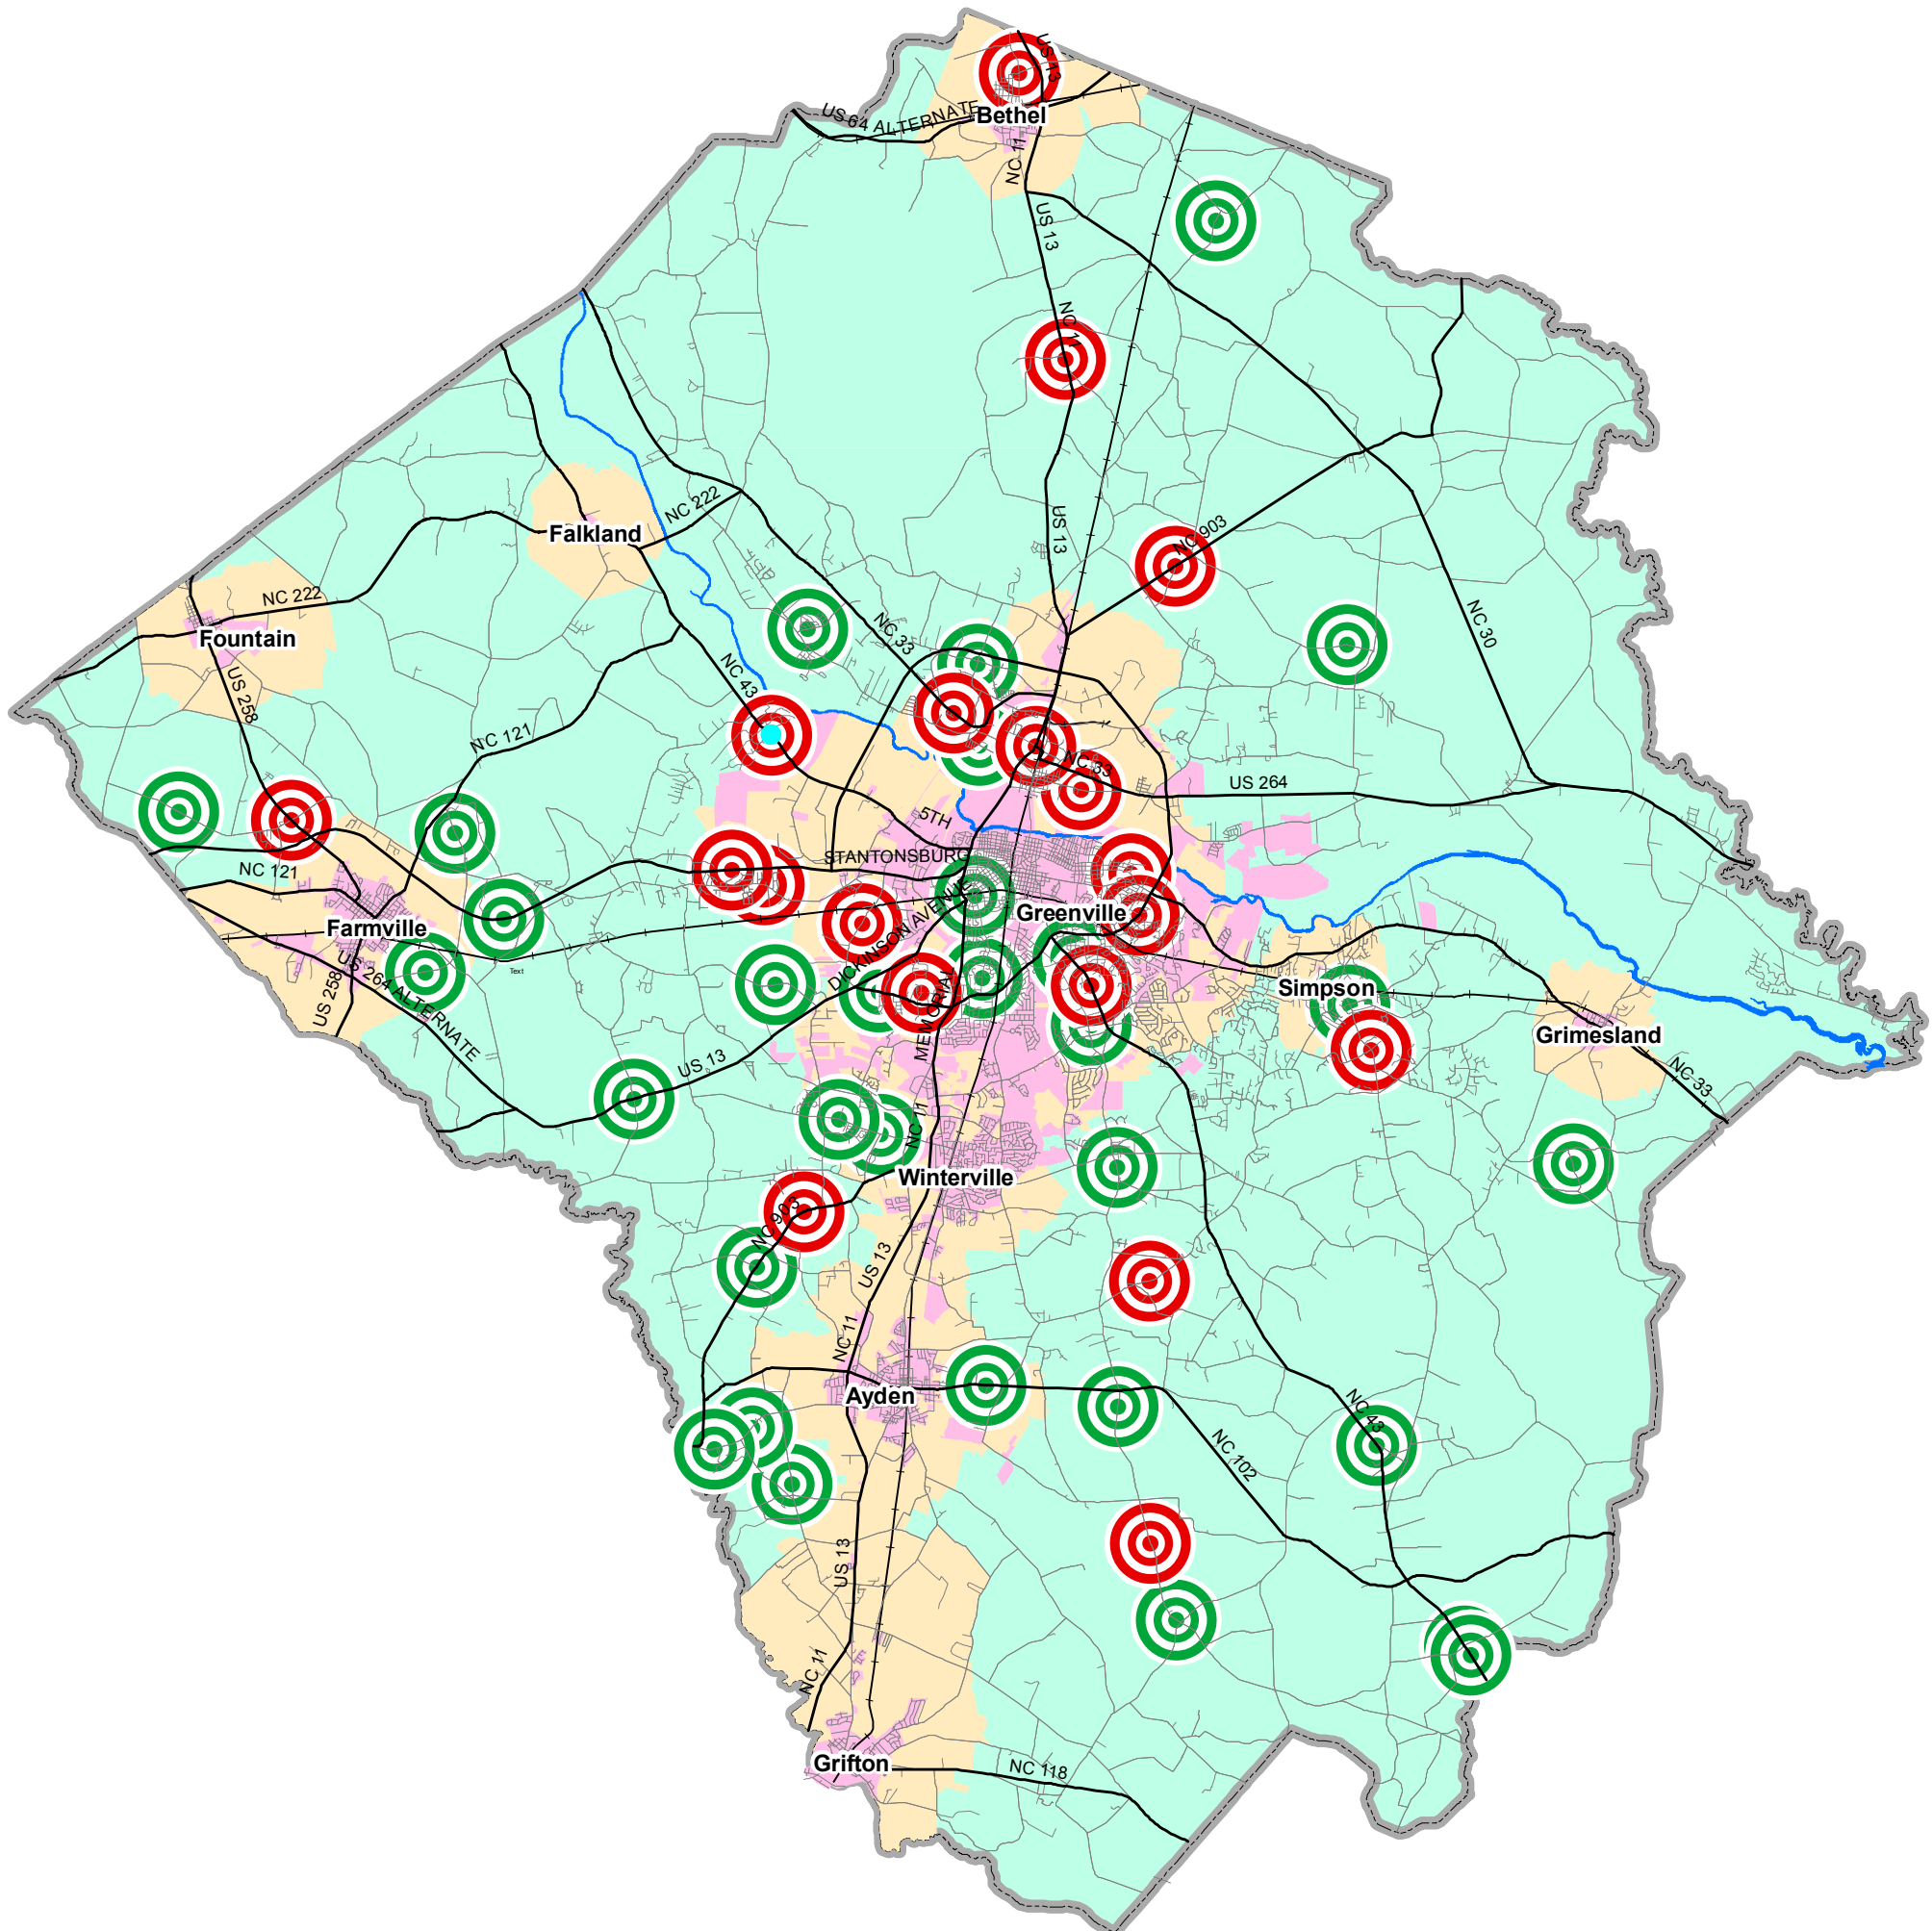 US 13
US 64 ALTERNATE
Bethel
NC 11
US 13
NC 11
NC 222
US 13
NC 903
Falkland
NC 222
Fountain
NC 33
NC 30
US 258
NC 43
NC 121
NC 33
US 264
5TH
STANTONSBURG
NC 121
DICKINSON AVENUE
Greenville
Farmville
Text
US 258
US 264 ALTERNATE
MEMORIAL
Simpson
Grimesland
US 13
NC 33
NC 11
Winterville
NC 903
US 13
NC 11
Ayden
NC 43
NC 102
US 13
NC 11
Grifton
NC 118